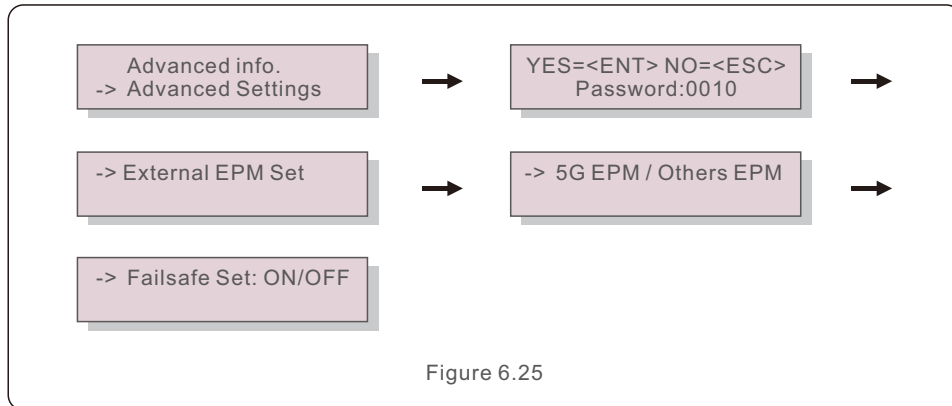 Advanced info.
-> Advanced Settings
YES=<ENT> NO=<ESC>
Password:0010
-> External EPM Set
-> 5G EPM / Others EPM
-> Failsafe Set: ON/OFF
Figure 6.25